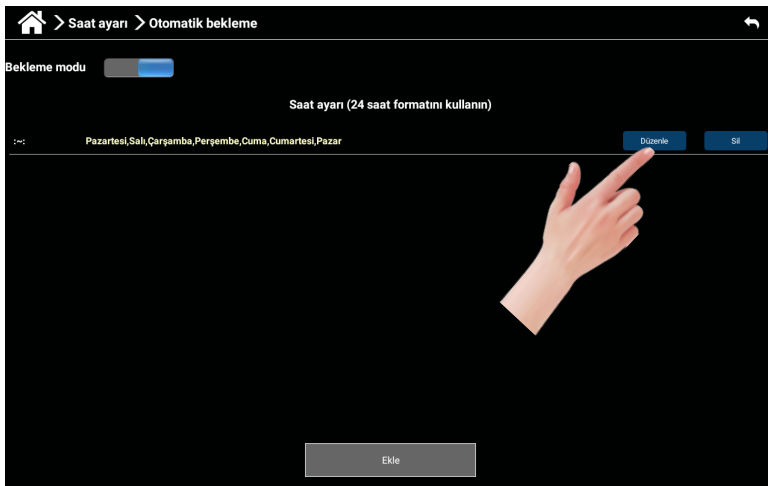 Saat ayarı > Otomatik bekleme
Bekleme modu
Saat ayarı (24 saat formatını kullanın)
:~: Pazartesi,Salı,Çarşamba,Perşembe,Cuma,Cumartesi,Pazar Düzenle Sil
Ekle